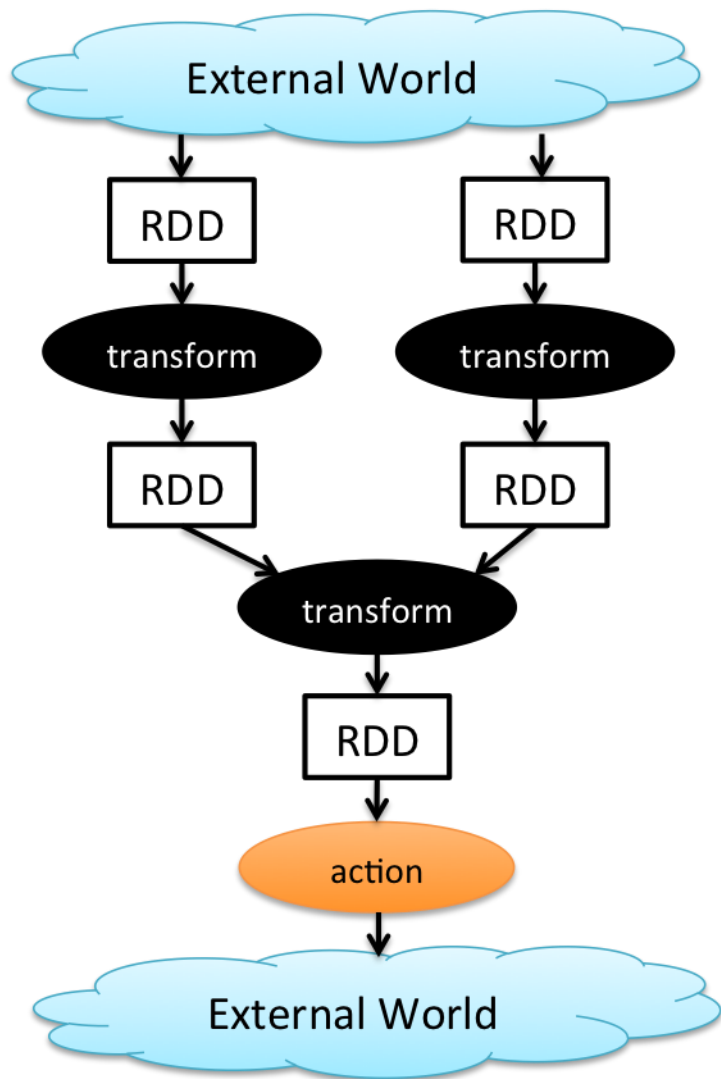 External World
RDD
RDD
transform
transform
RDD
RDD
transform
RDD
action
External World